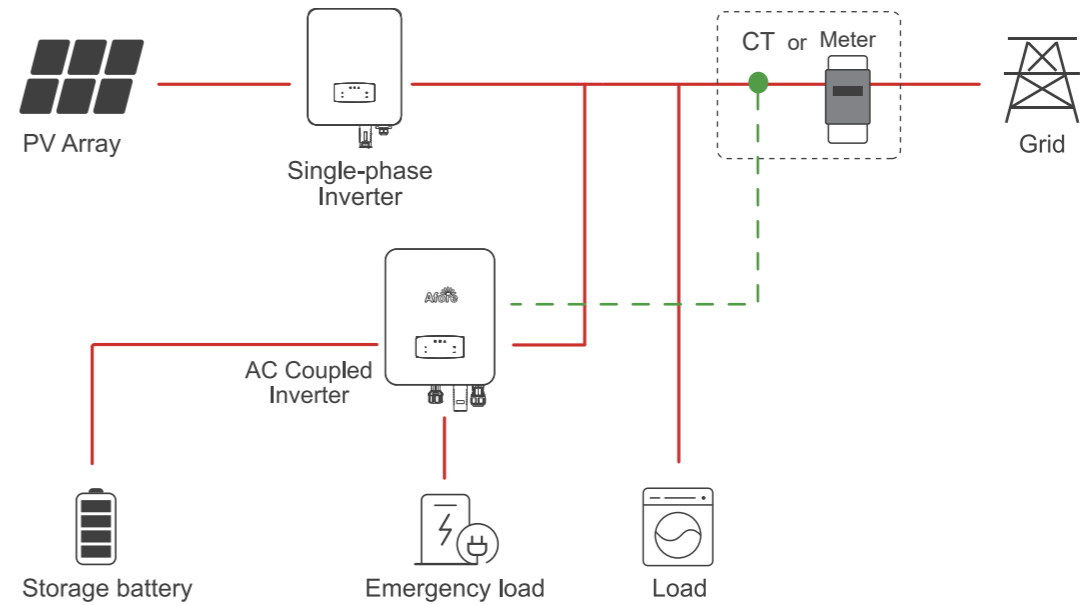 CT or Meter
PV Array
Grid
Single-phase
Inverter
Afore
AC Coupled
Inverter
Storage battery
Emergency load
Load